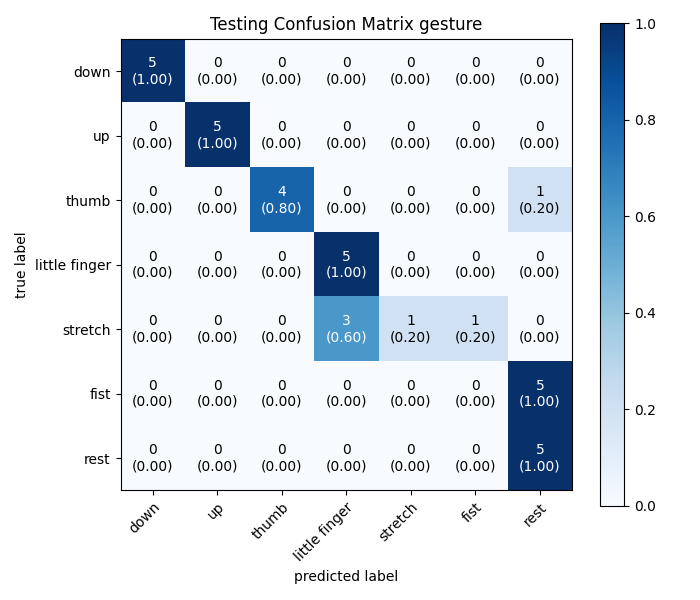 Testing Confusion Matrix gesture
1.0
0.8
0.6
0.4
0.2
0.0
true label
down
5 0 0 0 0 0 0
(1.00) (0.00) (0.00) (0.00) (0.00) (0.00) (0.00)
up
0 5 0 0 0 0 0
(0.00) (1.00) (0.00) (0.00) (0.00) (0.00) (0.00)
thumb
0 0 4 0 0 0 1
(0.00) (0.00) (0.80) (0.00) (0.00) (0.00) (0.20)
little finger
0 0 0 5 0 0 0
(0.00) (0.00) (0.00) (1.00) (0.00) (0.00) (0.00)
stretch
0 0 0 3 1 1 0
(0.00) (0.00) (0.00) (0.60) (0.20) (0.20) (0.00)
fist
0 0 0 0 0 0 5
(0.00) (0.00) (0.00) (0.00) (0.00) (0.00) (1.00)
rest
0 0 0 0 0 0 5
(0.00) (0.00) (0.00) (0.00) (0.00) (0.00) (1.00)
down up thumb little finger stretch fist rest
predicted label